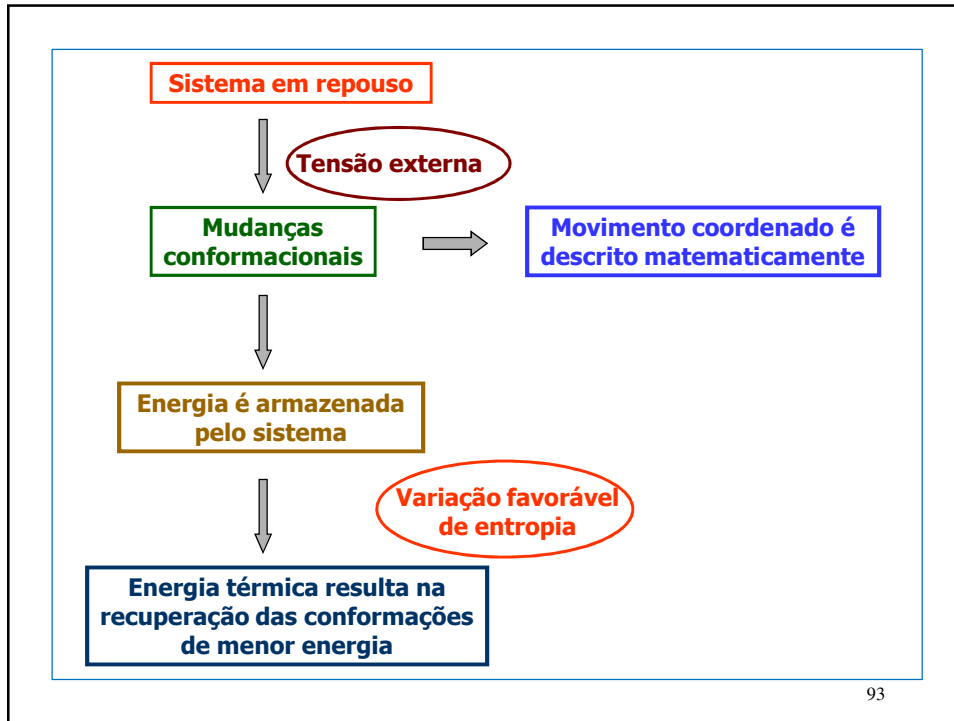 Sistema em repouso
Tensão externa
Mudanças
conformacionais
Movimento coordenado é
descrito matematicamente
Energia é armazenada
pelo sistema
Variação favorável
de entropia
Energia térmica resulta na
recuperação das conformações
de menor energia
93